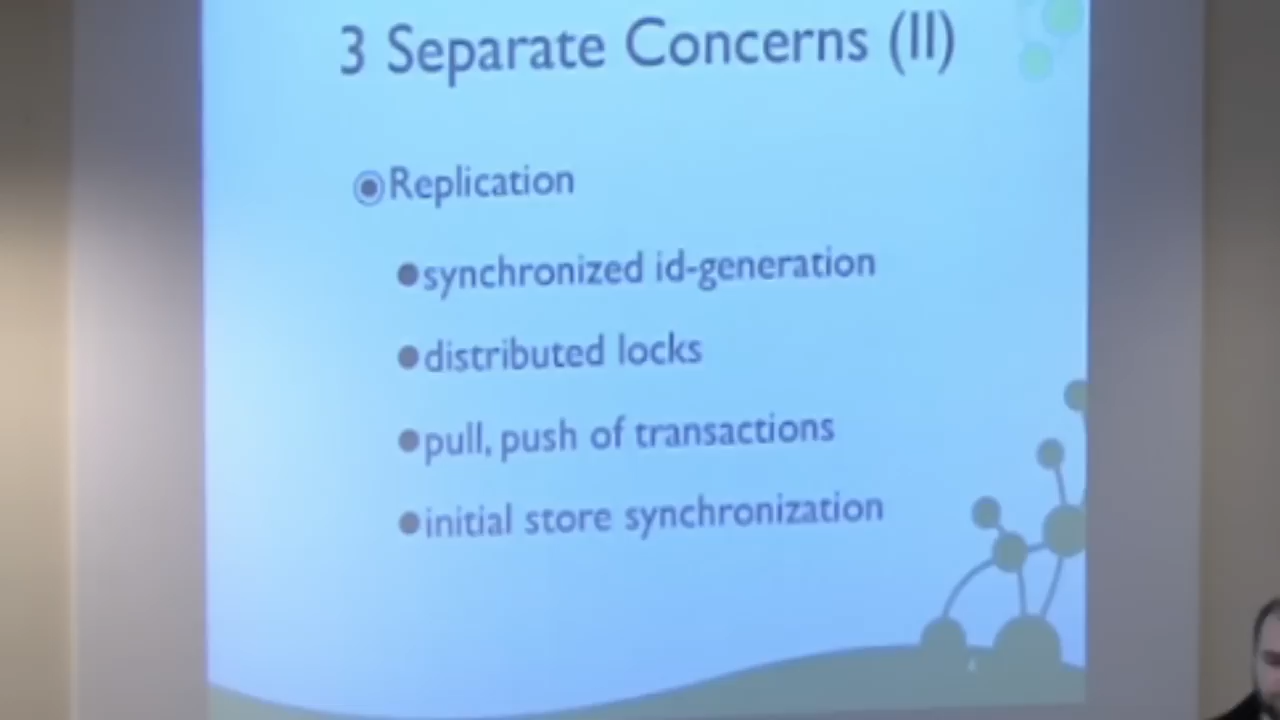 3 Separate Concerns (II)
Replication
synchronized id-generation
distributed locks
pull, push of transactions
initial store synchronization